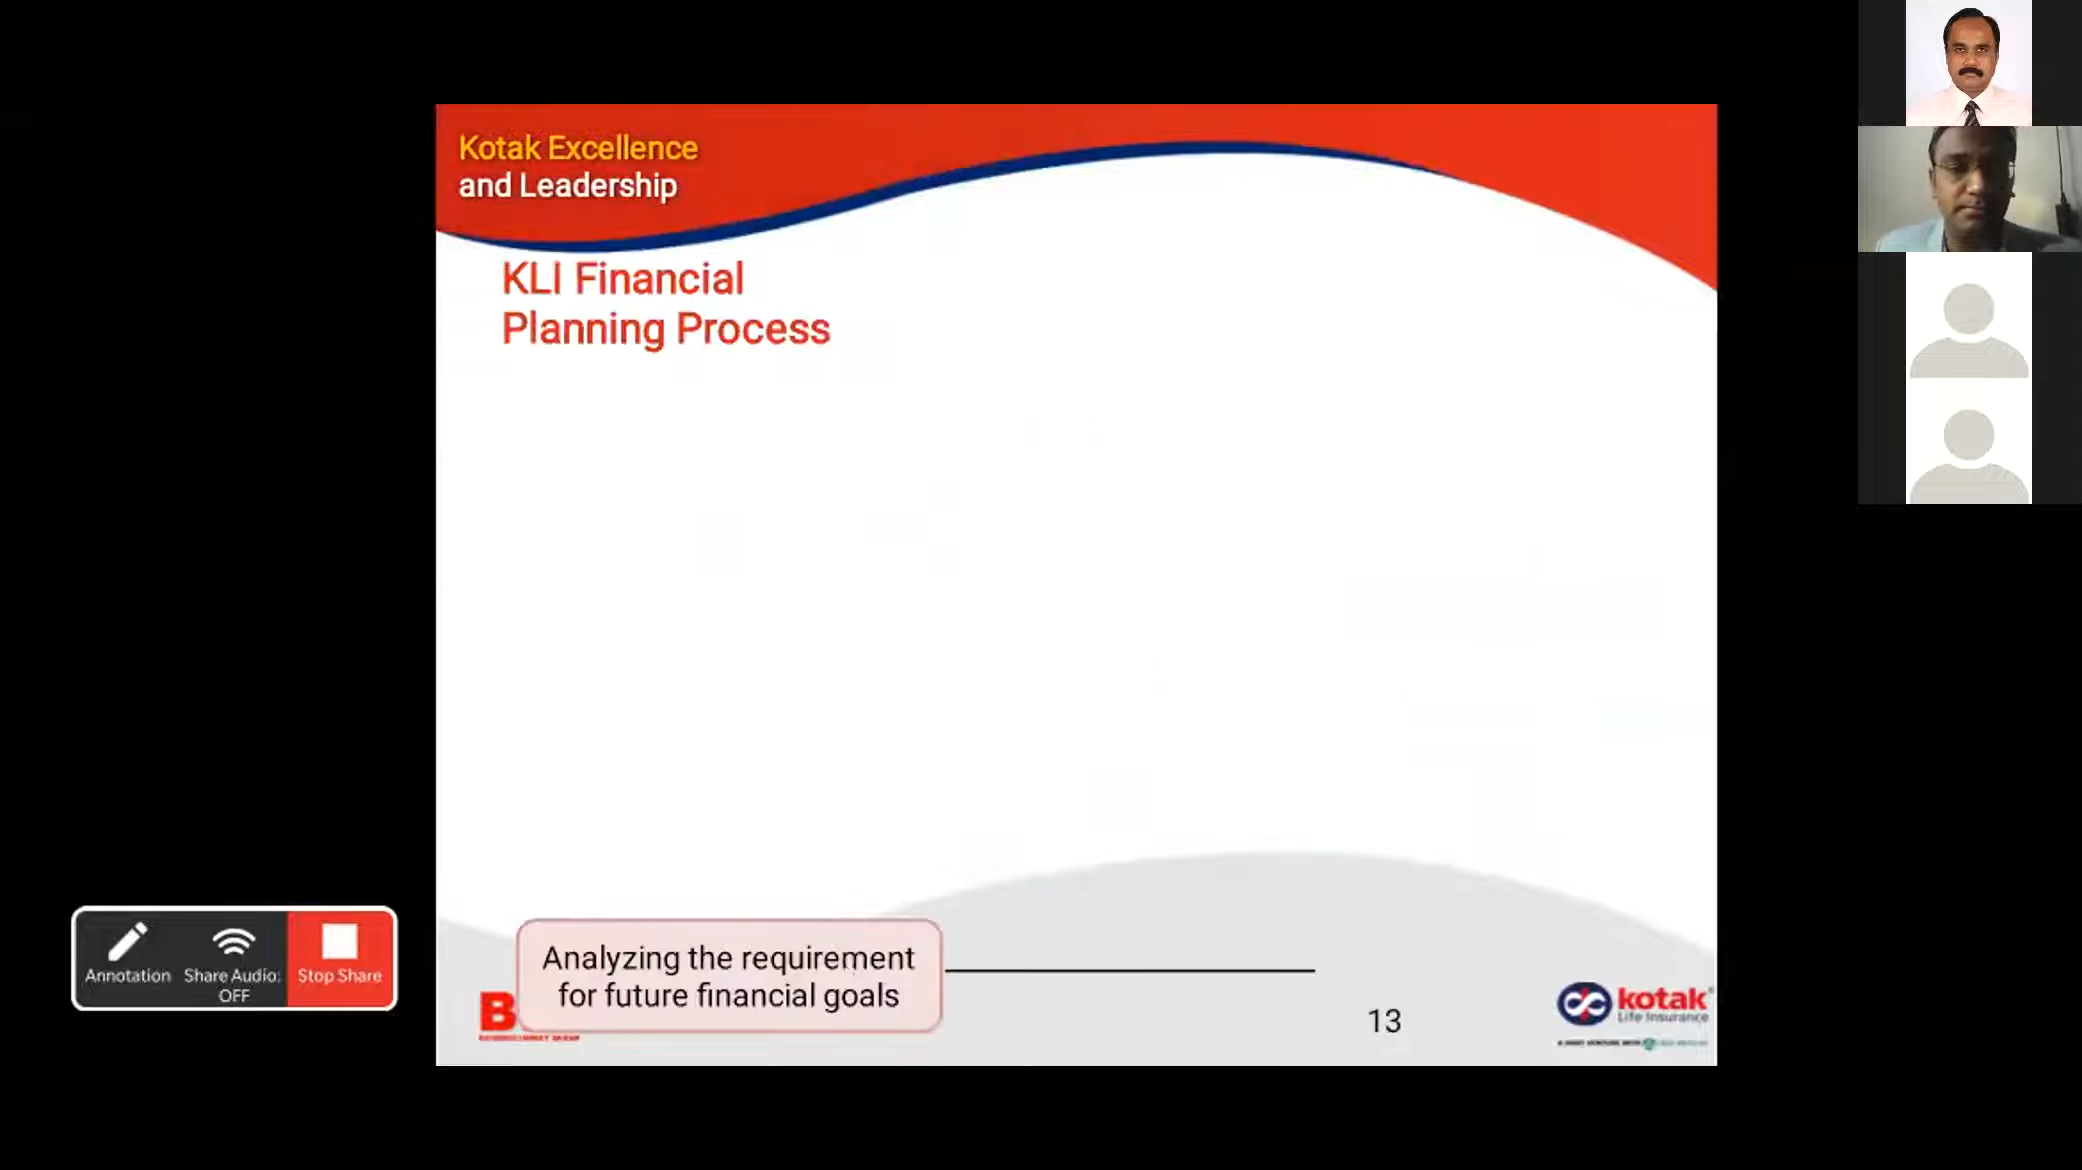 Kotak Excellence
and Leadership
KLI Financial
Planning Process
Analyzing the requirement
for future financial goals
Annotation
Share Audio:
OFF
Stop Share
B
13
kotak
Life Insurance